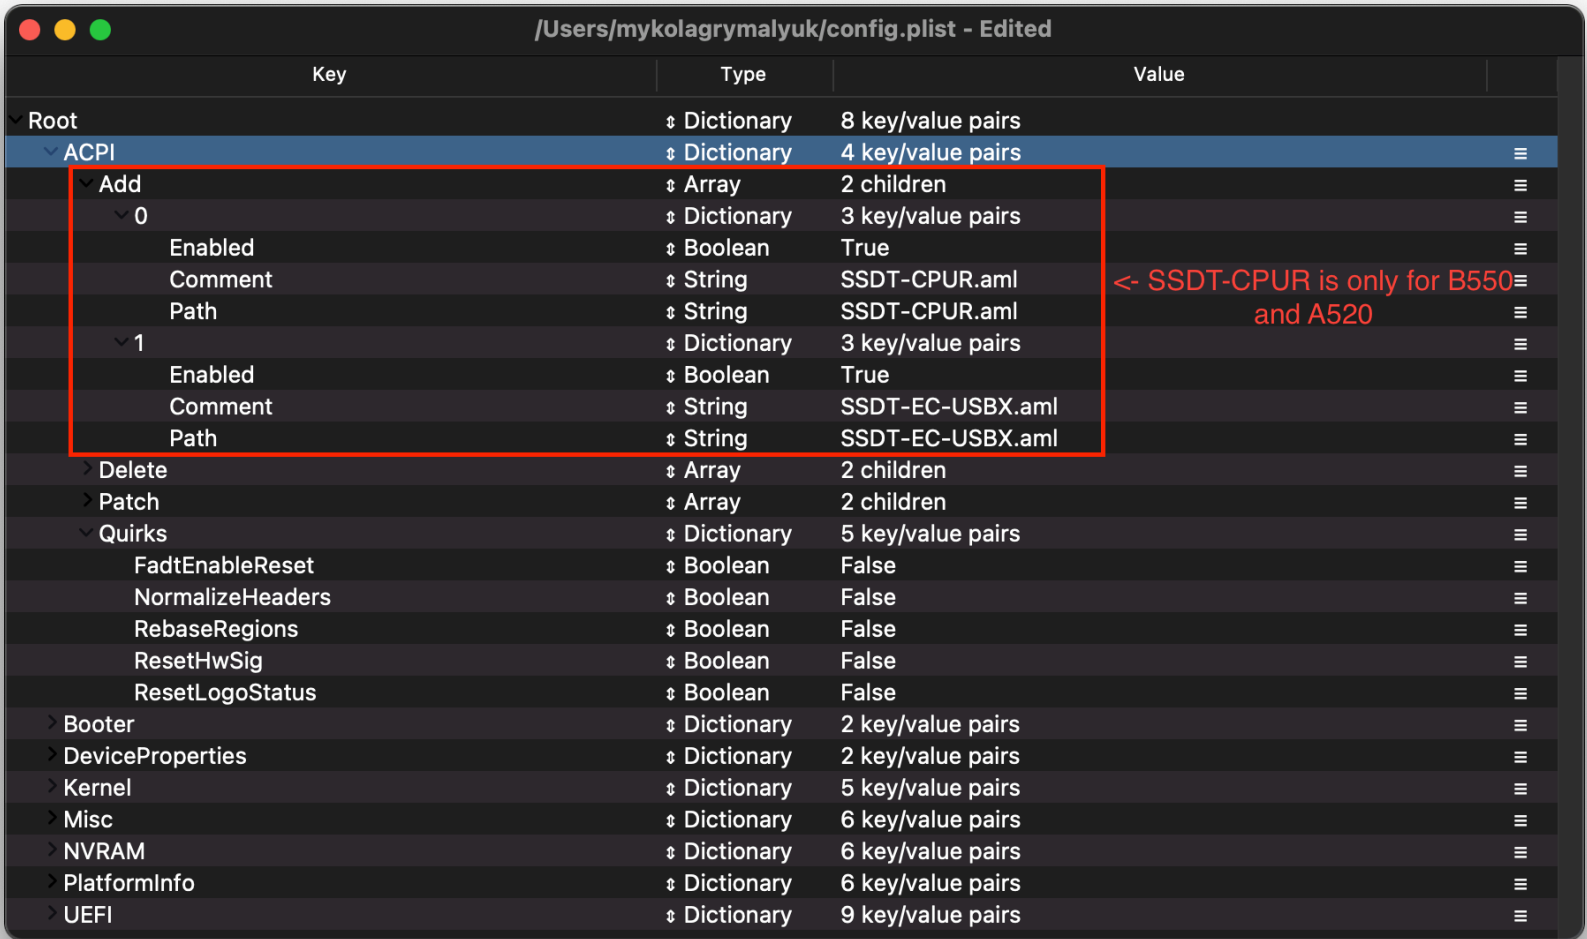 /Users/mykolagrymalyuk/config.plist - Edited
Key Type Value
Root Dictionary 8 key/value pairs
ACPI Dictionary 4 key/value pairs
Add Array 2 children
0 Dictionary 3 key/value pairs
Enabled Boolean True
Comment String SSDT-CPUR.aml <- SSDT-CPUR is only for B550
Path String SSDT-CPUR.aml and A520
1 Dictionary 3 key/value pairs
Enabled Boolean True
Comment String SSDT-EC-USBX.aml
Path String SSDT-EC-USBX.aml
Delete Array 2 children
Patch Array 2 children
Quirks Dictionary 5 key/value pairs
FadtEnableReset Boolean False
NormalizeHeaders Boolean False
RebaseRegions Boolean False
ResetHwSig Boolean False
ResetLogoStatus Boolean False
Booter Dictionary 2 key/value pairs
DeviceProperties Dictionary 2 key/value pairs
Kernel Dictionary 5 key/value pairs
Misc Dictionary 6 key/value pairs
NVRAM Dictionary 6 key/value pairs
PlatformInfo Dictionary 6 key/value pairs
UEFI Dictionary 9 key/value pairs